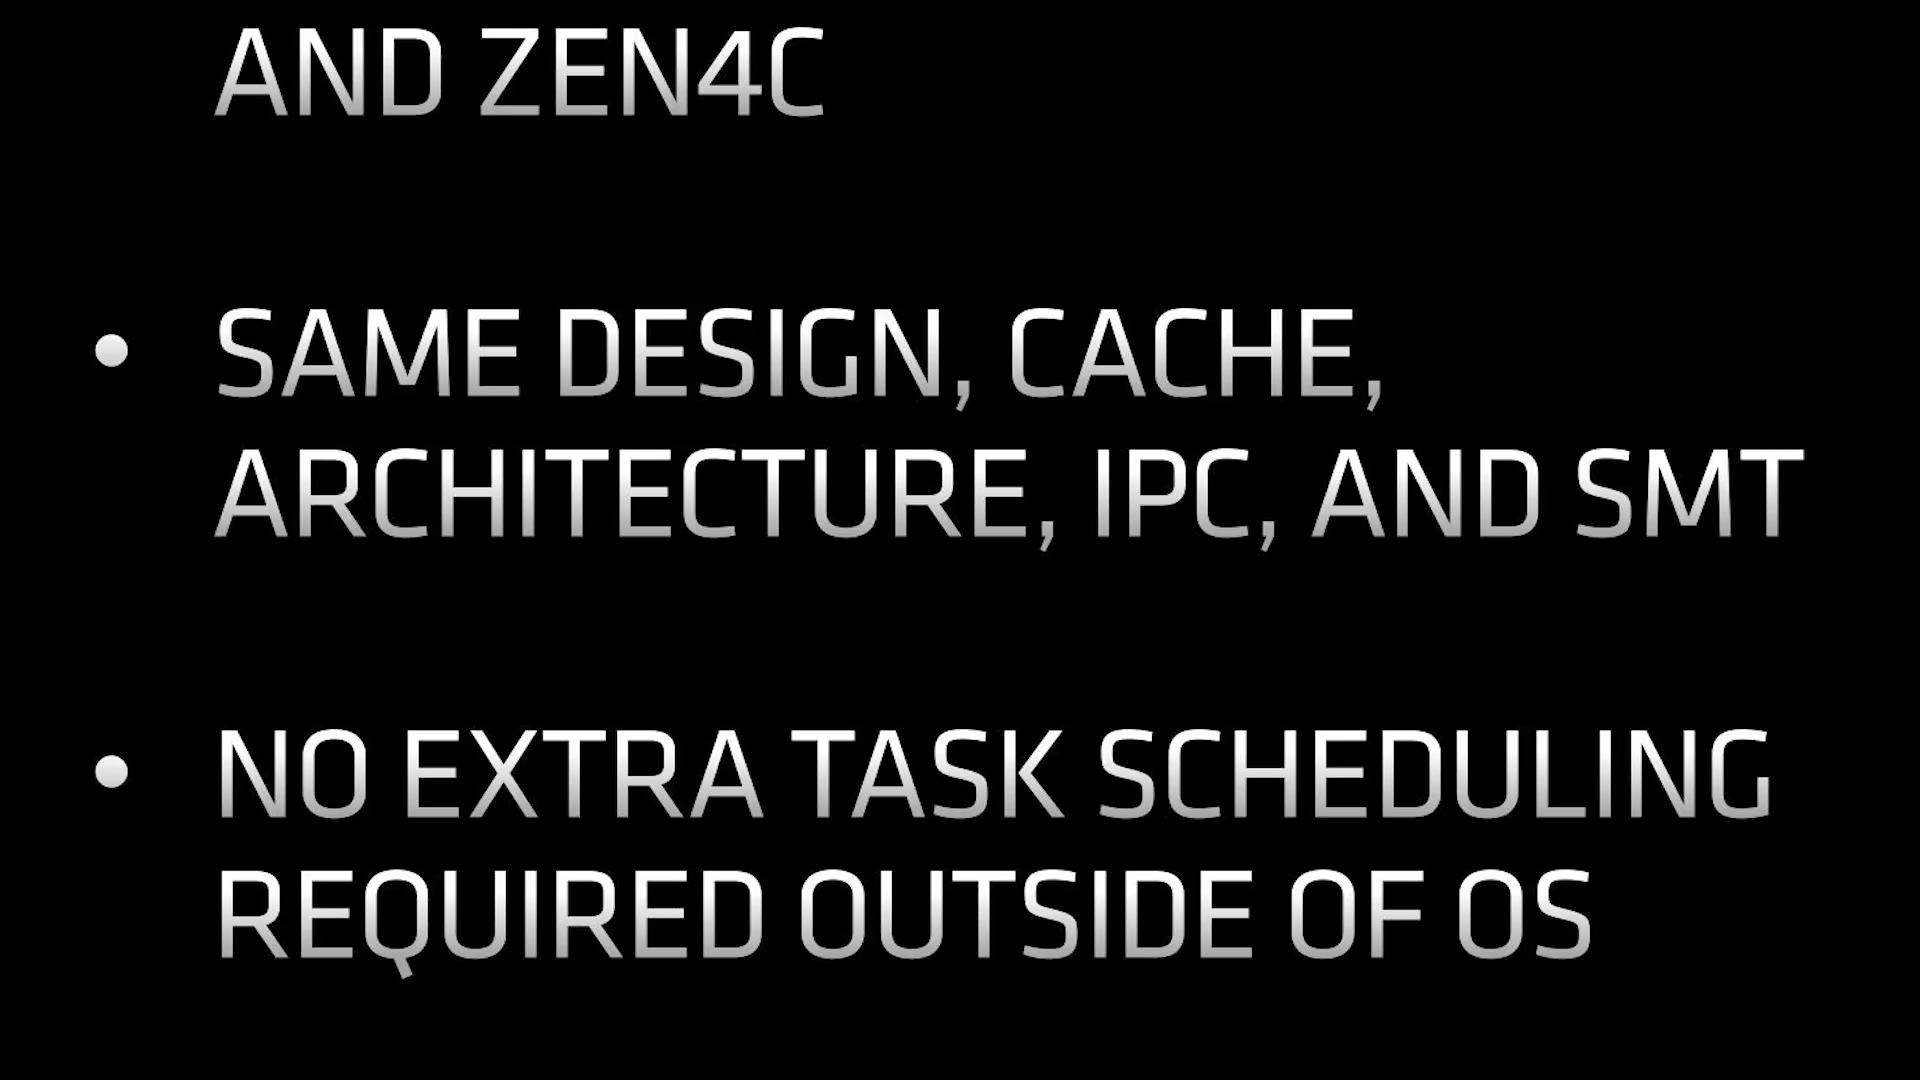 AND ZEN4C
• SAME DESIGN, CACHE,
ARCHITECTURE, IPC, AND SMT
• NO EXTRA TASK SCHEDULING
REQUIRED OUTSIDE OF OS